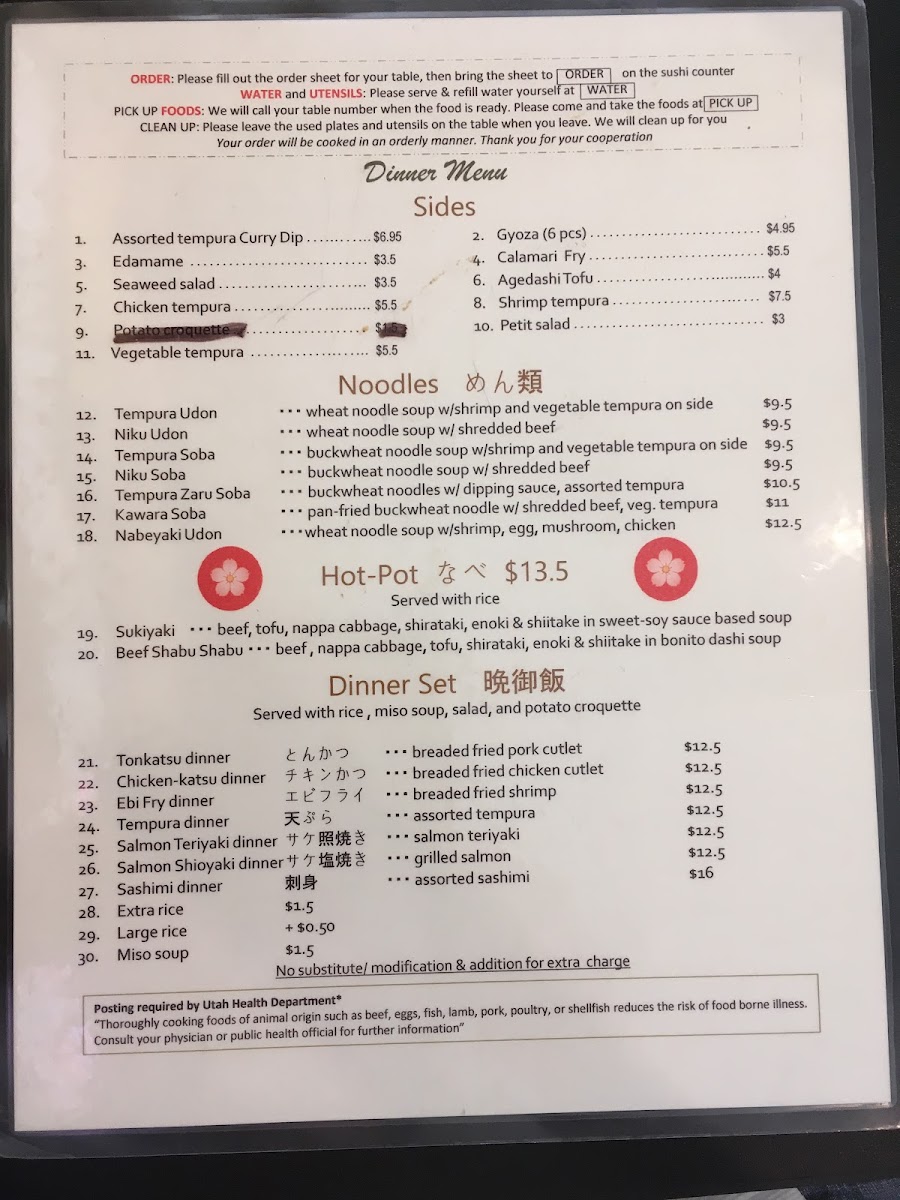 ORDER: Please fill out the order sheet for your table, then bring the sheet to ORDER on the sushi counter
WATER and UTENSILS: Please serve & refill water yourself at WATER
PICK UP FOODS: We will call your table number when the food is ready. Please come and take the foods at PICK UP
CLEAN UP: Please leave the used plates and utensils on the table when you leave. We will clean up for you
Your order will be cooked in an orderly manner. Thank you for your cooperation
Dinner Menu
Sides
1. Assorted tempura Curry Dip ............ $6.95
2. Gyoza (6 pcs) ............................ $4.95
3. Edamame ............................ $3.5
4. Calamari Fry ............................ $5.5
5. Seaweed salad ........................ $3.5
6. Agedashi Tofu ............................ $4
7. Chicken tempura ........................ $5.5
8. Shrimp tempura ........................ $7.5
9. Potato croquette ........................ $1.5
10. Petit salad ............................ $3
11. Vegetable tempura .................... $5.5
Noodles めん類
12. Tempura Udon ･･･ wheat noodle soup w/shrimp and vegetable tempura on side $9.5
13. Niku Udon ･･･ wheat noodle soup w/ shredded beef $9.5
14. Tempura Soba ･･･ buckwheat noodle soup w/shrimp and vegetable tempura on side $9.5
15. Niku Soba ･･･ buckwheat noodle soup w/ shredded beef $9.5
16. Tempura Zaru Soba ･･･ buckwheat noodles w/ dipping sauce, assorted tempura $10.5
17. Kawara Soba ･･･ pan-fried buckwheat noodle w/ shredded beef, veg. tempura $11
18. Nabeyaki Udon ･･･wheat noodle soup w/shrimp, egg, mushroom, chicken $12.5
Hot-Pot なべ $13.5
Served with rice
19. Sukiyaki ･･･ beef, tofu, nappa cabbage, shirataki, enoki & shiitake in sweet-soy sauce based soup
20. Beef Shabu Shabu ･･･ beef , nappa cabbage, tofu, shirataki, enoki & shiitake in bonito dashi soup
Dinner Set 晩御飯
Served with rice , miso soup, salad, and potato croquette
21. Tonkatsu dinner とんかつ ･･･ breaded fried pork cutlet $12.5
22. Chicken-katsu dinner チキンかつ ･･･ breaded fried chicken cutlet $12.5
23. Ebi Fry dinner エビフライ ･･･ breaded fried shrimp $12.5
24. Tempura dinner 天ぷら ･･･ assorted tempura $12.5
25. Salmon Teriyaki dinner サケ照焼き ･･･ salmon teriyaki $12.5
26. Salmon Shioyaki dinner サケ塩焼き ･･･ grilled salmon $12.5
27. Sashimi dinner 刺身 ･･･ assorted sashimi $16
28. Extra rice $1.5
29. Large rice + $0.50
30. Miso soup $1.5
No substitute/ modification & addition for extra charge
Posting required by Utah Health Department*
“Thoroughly cooking foods of animal origin such as beef, eggs, fish, lamb, pork, poultry, or shellfish reduces the risk of food borne illness.
Consult your physician or public health official for further information”